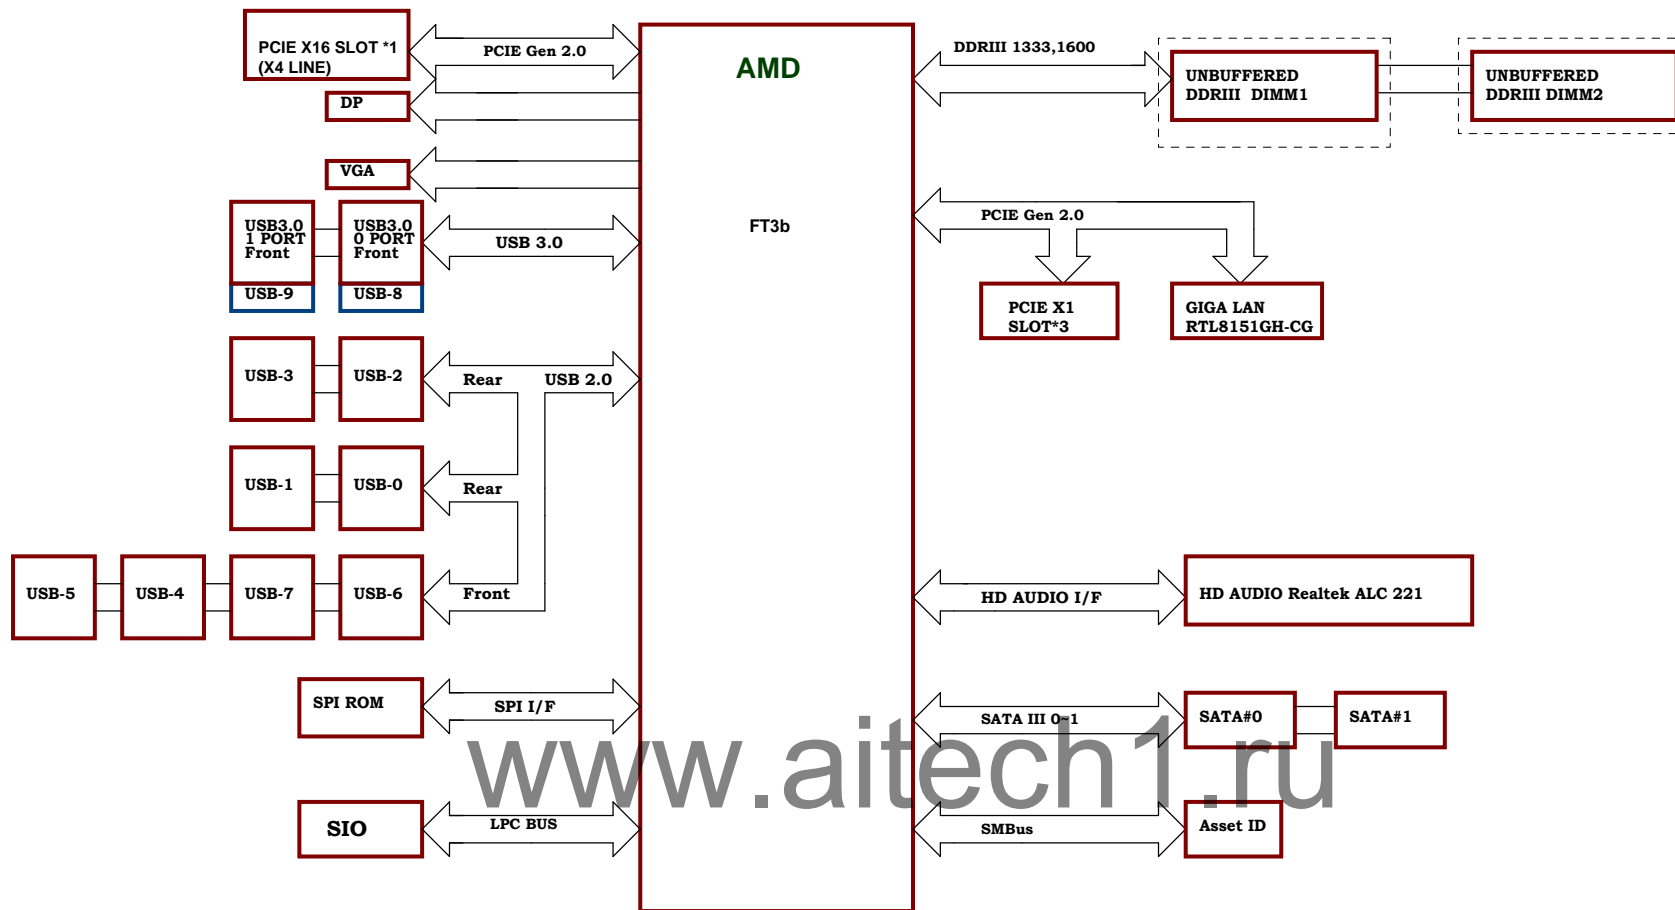 PCIE X16 SLOT *1
(X4 LINE)
PCIE Gen 2.0
DP
VGA
USB3.0
1 PORT
Front
USB-9
USB3.0
0 PORT
Front
USB-8
USB 3.0
USB-3
USB-2
Rear
USB 2.0
USB-1
USB-0
Rear
USB-5
USB-4
USB-7
USB-6
Front
SPI ROM
SPI I/F
SIO
LPC BUS
AMD
FT3b
DDRIII 1333,1600
UNBUFFERED
DDRIII DIMM1
UNBUFFERED
DDRIII DIMM2
PCIE Gen 2.0
PCIE X1
SLOT*3
GIGA LAN
RTL8151GH-CG
HD AUDIO I/F
HD AUDIO Realtek ALC 221
SATA III 0~1
SATA#0
SATA#1
SMBus
Asset ID
www.aitech1.ru